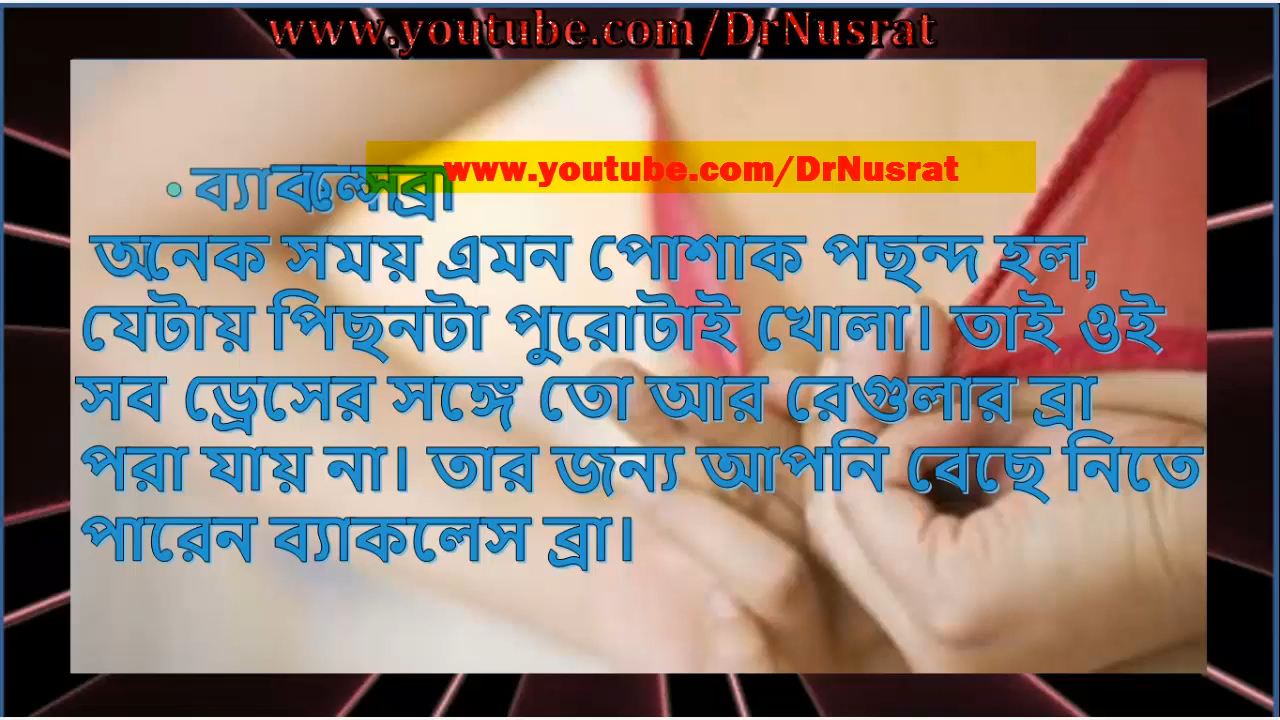 www.youtube.com/DrNusrat
www.youtube.com/DrNusrat
• ব্যাকলেস ব্রা
অনেক সময় এমন পোশাক পছন্দ হল,
যেটায় পিছনটা পুরোটাই খোলা। তাই ওই
সব ড্রেসের সঙ্গে তো আর রেগুলার ব্রা
পরা যায় না। তার জন্য আপনি বেছে নিতে
পারেন ব্যাকলেস ব্রা।